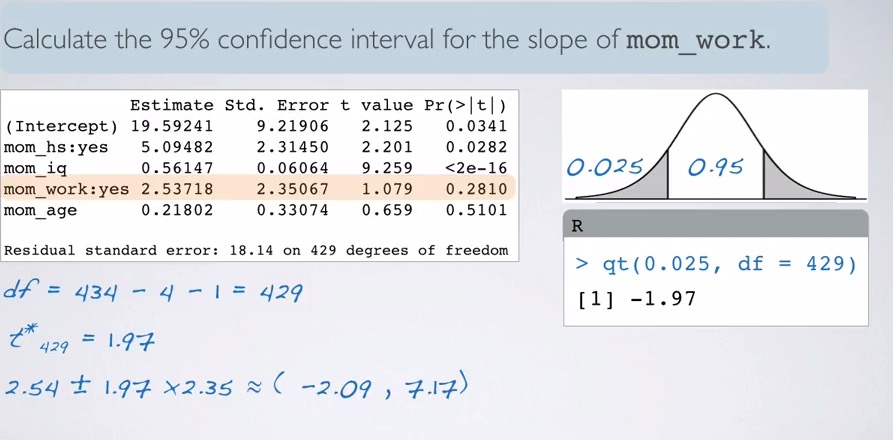 Calculate the 95% confidence interval for the slope of mom_work.
Estimate Std. Error t value Pr(>|t|)
(Intercept) 19.59241 9.21906 2.125 0.0341
mom_hs:yes 5.09482 2.31450 2.201 0.0282
mom_iq 0.56147 0.06064 9.259 <2e-16
mom_work:yes 2.53718 2.35067 1.079 0.2810
mom_age 0.21802 0.33074 0.659 0.5101
Residual standard error: 18.14 on 429 degrees of freedom
df = 434 - 4 - 1 = 429
t* 429 = 1.97
2.54 ± 1.97 × 2.35 ≈ ( -2.09 , 7.17)
0.025 0.95
R
> qt(0.025, df = 429)
[1] -1.97